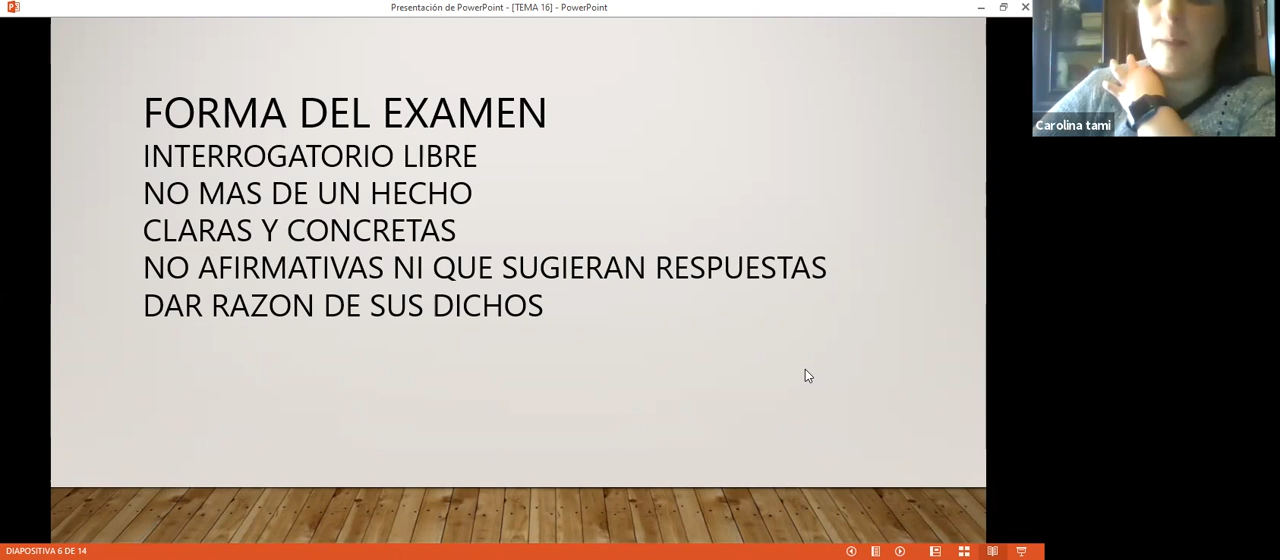 Presentación de PowerPoint - [TEMA 16] - PowerPoint
Carolina tami
FORMA DEL EXAMEN
INTERROGATORIO LIBRE
NO MAS DE UN HECHO
CLARAS Y CONCRETAS
NO AFIRMATIVAS NI QUE SUGIERAN RESPUESTAS
DAR RAZON DE SUS DICHOS
DIAPOSITIVA 6 DE 14